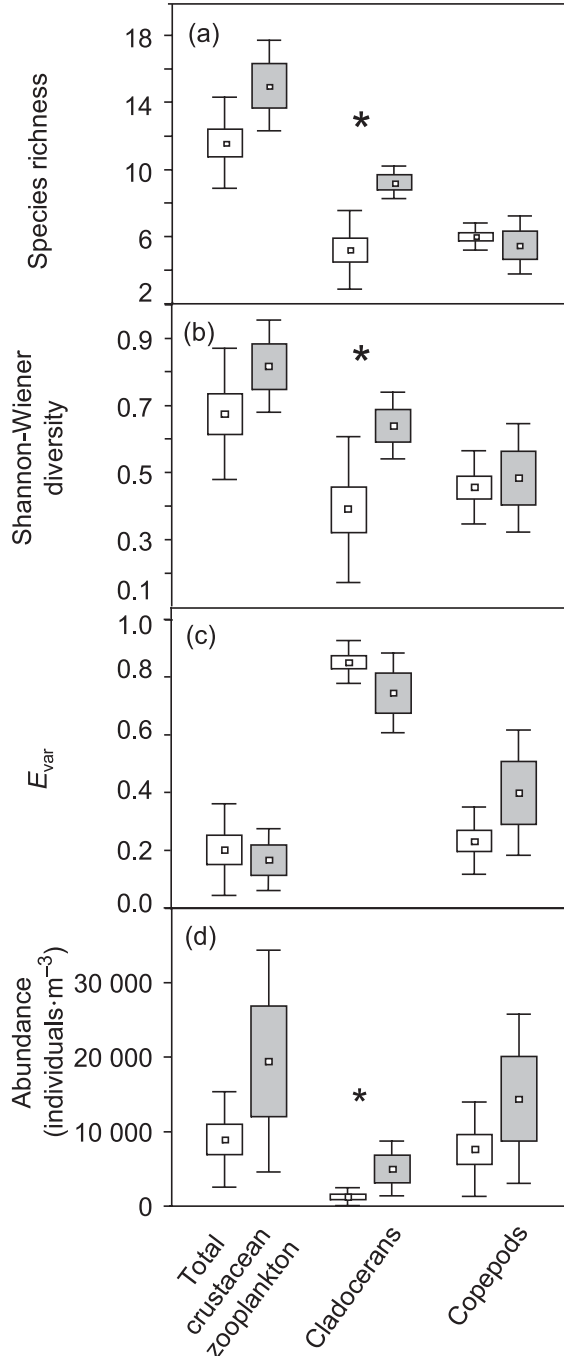 (a)
18
14
10
6
2
Species richness
*
(b)
0.9
0.7
0.5
0.3
0.1
Shannon-Wiener
diversity
*
(c)
1.0
0.8
0.6
0.4
0.2
0.0
Evar
(d)
30 000
20 000
10 000
0
Abundance
(individuals·m⁻³)
*
Total
crustacean
zooplankton
Cladocerans
Copepods